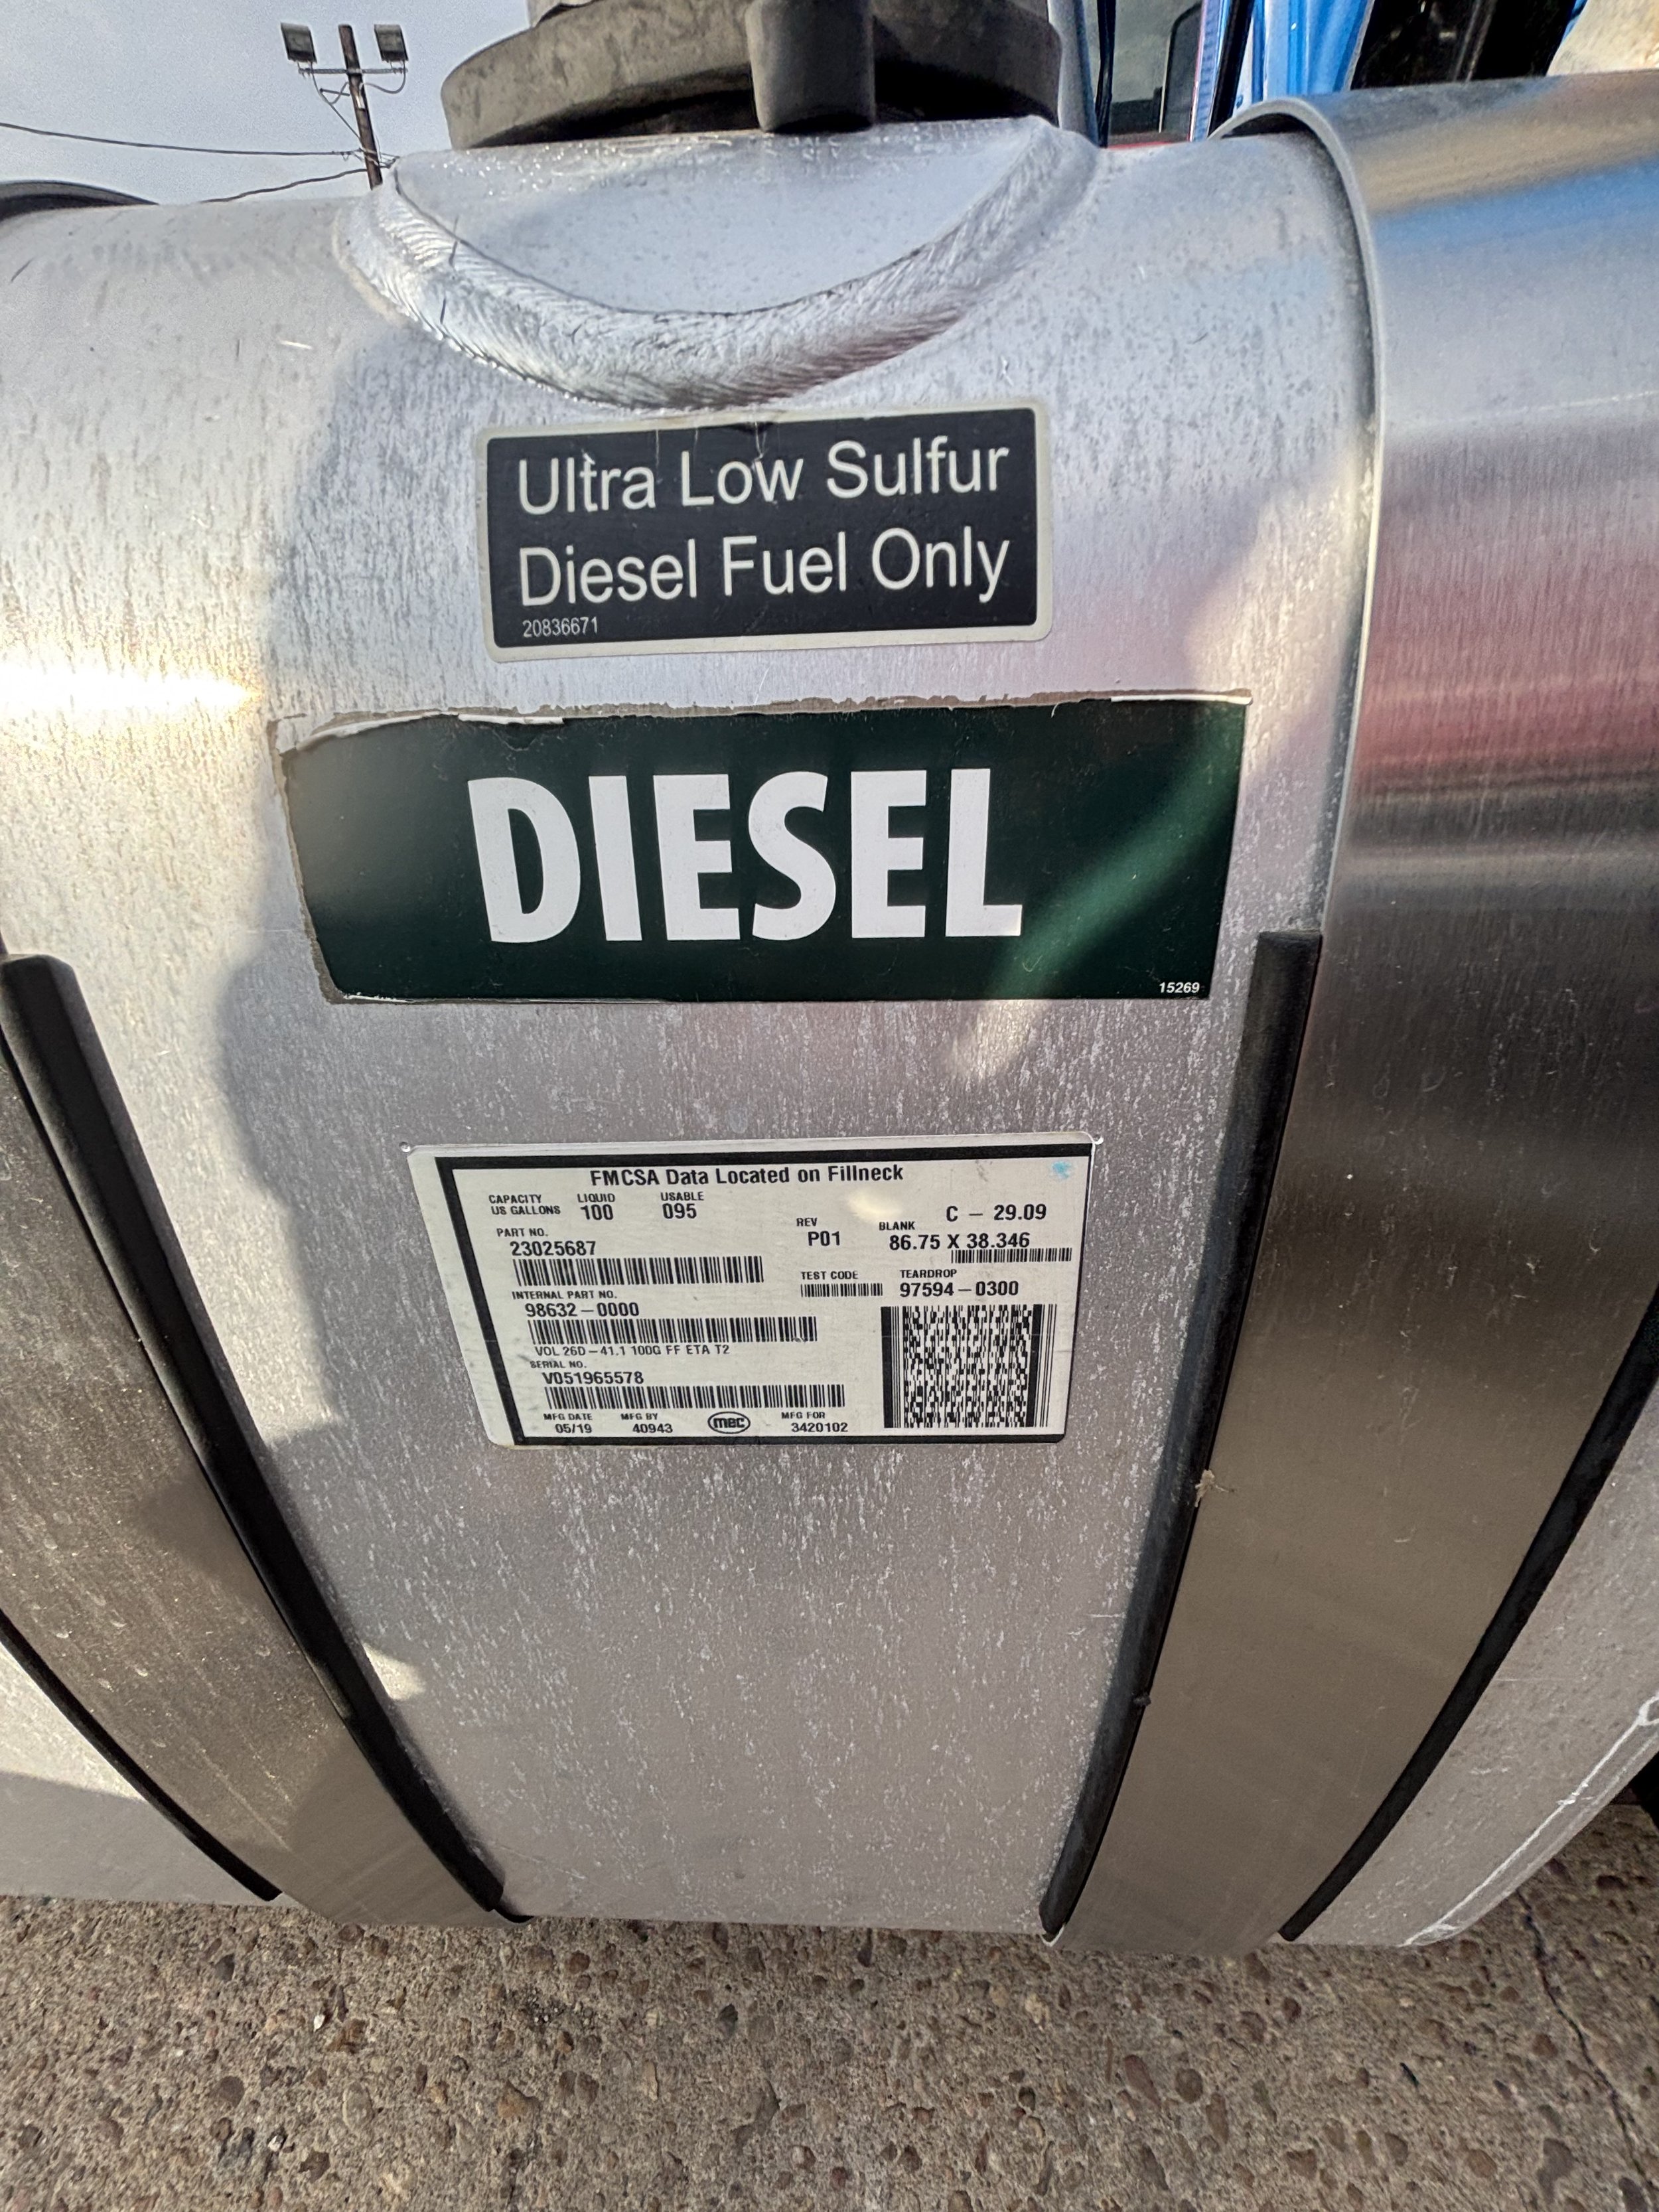 Ultra Low Sulfur
Diesel Fuel Only
20836671
DIESEL
15269
FMCSA Data Located on Fillneck
CAPACITY US GALLONS LIQUID 100 USABLE 095
C – 29.09
PART NO.
23025687
REV
P01
BLANK
86.75 X 38.346
INTERNAL PART NO.
98632–0000
TEST CODE
TEARDROP
97594–0300
VOL 26D–41.1 100G FF ETA T2
SERIAL NO.
V051965578
MFG DATE MFG BY mec MFG FOR
05/19 40943 3420102